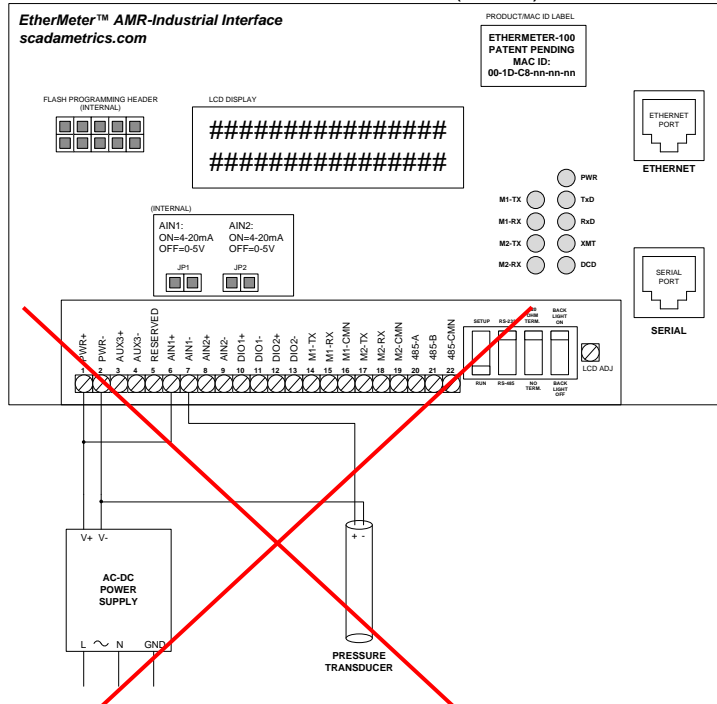 EtherMeter™ AMR-Industrial Interface
scadametrics.com
PRODUCT/MAC ID LABEL
ETHERMETER-100
PATENT PENDING
MAC ID:
00-1D-C8-nn-nn-nn
FLASH PROGRAMMING HEADER
(INTERNAL)
LCD DISPLAY
################
################
ETHERNET
PORT
ETHERNET
PWR
M1-TX
TxD
M1-RX
RxD
M2-TX
XMT
M2-RX
DCD
(INTERNAL)
AIN1:
ON=4-20mA
OFF=0-5V
AIN2:
ON=4-20mA
OFF=0-5V
JP1
JP2
SERIAL
PORT
SERIAL
PWR+
PWR-
AUX3+
AUX3-
RESERVED
AIN1+
AIN1-
AIN2+
AIN2-
DIO1+
DIO1-
DIO2+
DIO2-
M1-TX
M1-RX
M1-CMN
M2-TX
M2-RX
M2-CMN
485-A
485-B
485-CMN
1 2 3 4 5 6 7 8 9 10 11 12 13 14 15 16 17 18 19 20 21 22
SETUP
OHM
TERM.
BACK
LIGHT
ON
RUN
RS-485
NO
TERM.
BACK
LIGHT
OFF
LCD ADJ
V+ V-
AC-DC
POWER
SUPPLY
L N GND
+ -
PRESSURE
TRANSDUCER